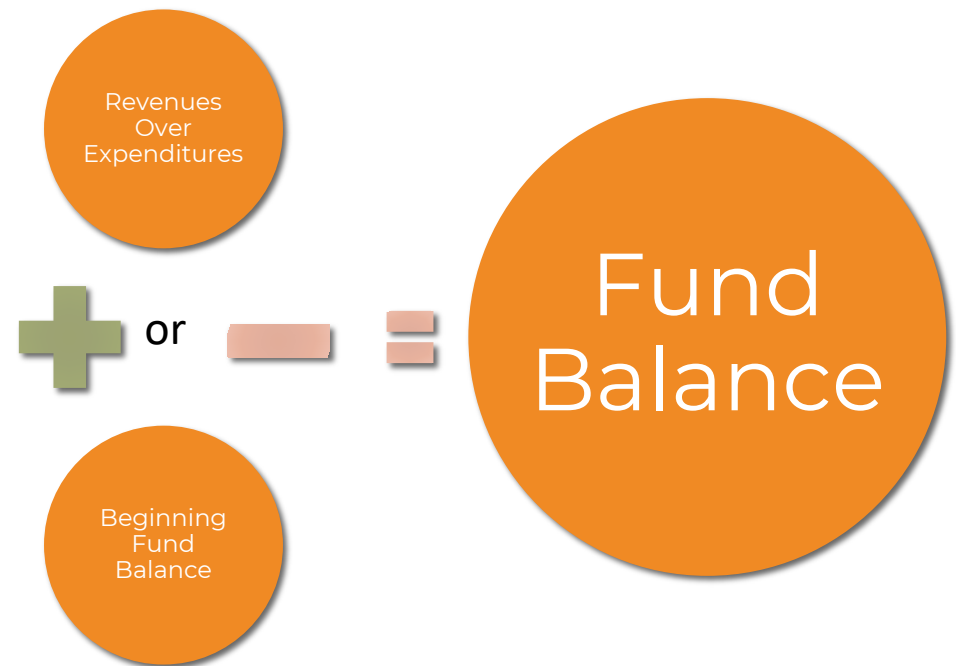 Revenues
Over
Expenditures
or
Beginning
Fund
Balance
Fund
Balance